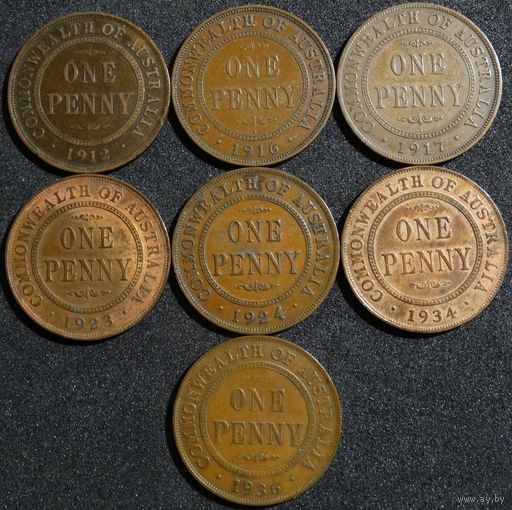 COMMONWEALTH OF AUSTRALIA
ONE
PENNY
· 1912 ·
COMMONWEALTH OF AUSTRALIA
ONE
PENNY
· 1916 ·
COMMONWEALTH OF AUSTRALIA
ONE
PENNY
· 1917 ·
COMMONWEALTH OF AUSTRALIA
ONE
PENNY
· 1923 ·
COMMONWEALTH OF AUSTRALIA
ONE
PENNY
· 1924 ·
COMMONWEALTH OF AUSTRALIA
ONE
PENNY
· 1934 ·
COMMONWEALTH OF AUSTRALIA
ONE
PENNY
· 1936 ·
www.ay.by